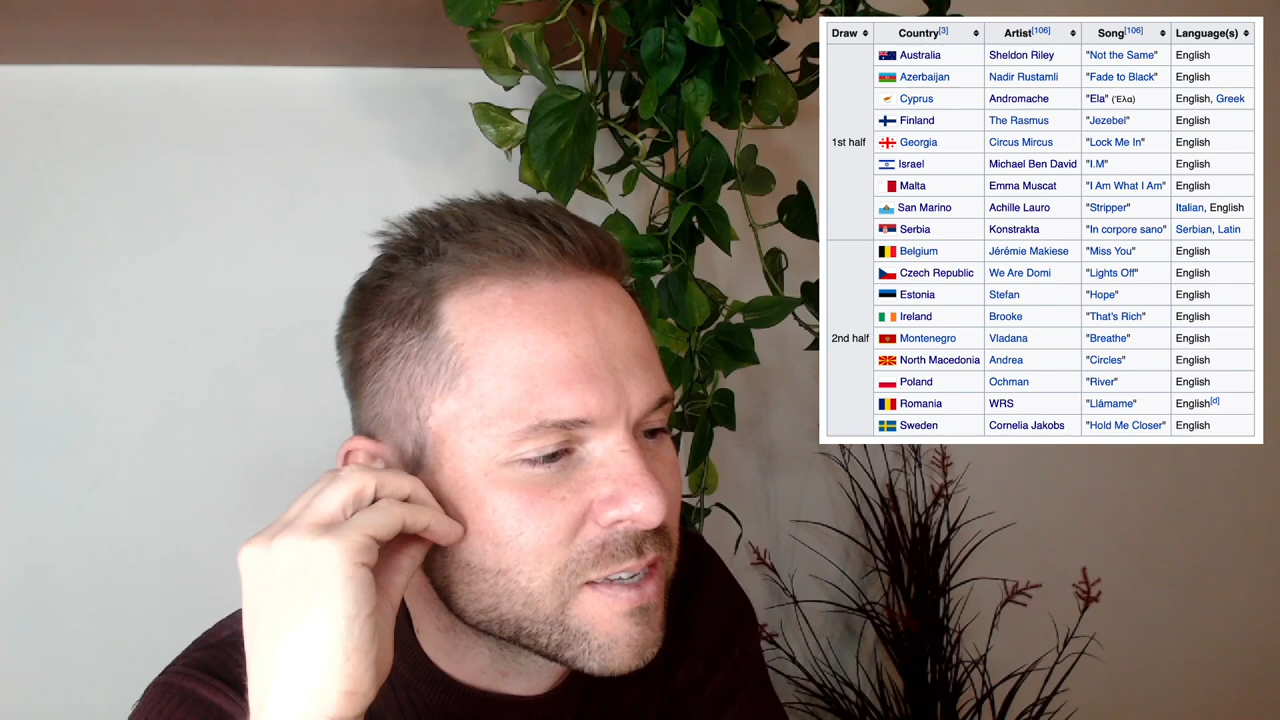 Draw Country[3] Artist[106] Song[106] Language(s)
1st half
Australia Sheldon Riley "Not the Same" English
Azerbaijan Nadir Rustamli "Fade to Black" English
Cyprus Andromache "Ela" (Έλα) English, Greek
Finland The Rasmus "Jezebel" English
Georgia Circus Mircus "Lock Me In" English
Israel Michael Ben David "I.M" English
Malta Emma Muscat "I Am What I Am" English
San Marino Achille Lauro "Stripper" Italian, English
Serbia Konstrakta "In corpore sano" Serbian, Latin
2nd half
Belgium Jérémie Makiese "Miss You" English
Czech Republic We Are Domi "Lights Off" English
Estonia Stefan "Hope" English
Ireland Brooke "That's Rich" English
Montenegro Vladana "Breathe" English
North Macedonia Andrea "Circles" English
Poland Ochman "River" English
Romania WRS "Llámame" English[d]
Sweden Cornelia Jakobs "Hold Me Closer" English